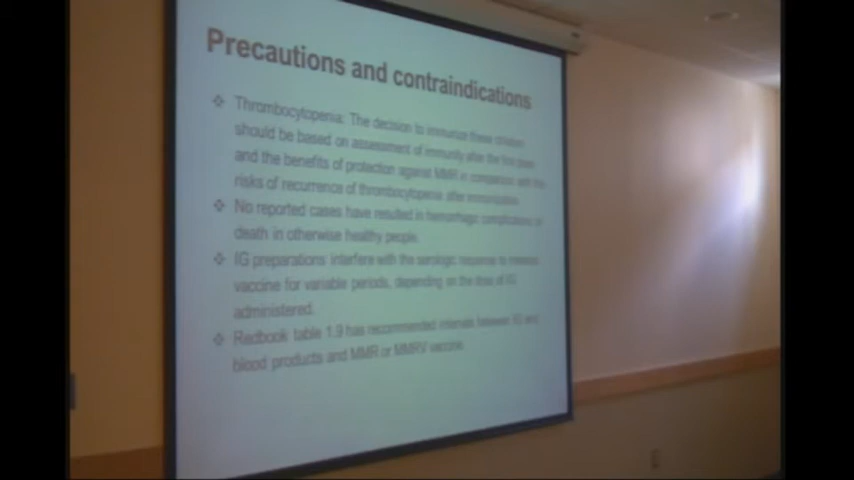 Precautions and contraindications
Thrombocytopenia: The decision to immunize these children
should be based on assessment of immunity after the first dose
and the benefits of protection against MMR in comparison with the
risks of recurrence of thrombocytopenia after immunization.
No reported cases have resulted in hemorrhagic complications or
death in otherwise healthy people.
IG preparations interfere with the serologic response to measles
vaccine for variable periods, depending on the dose of IG
administered.
Redbook table 1.9 has recommended intervals between IG and
blood products and MMR or MMRV vaccine.